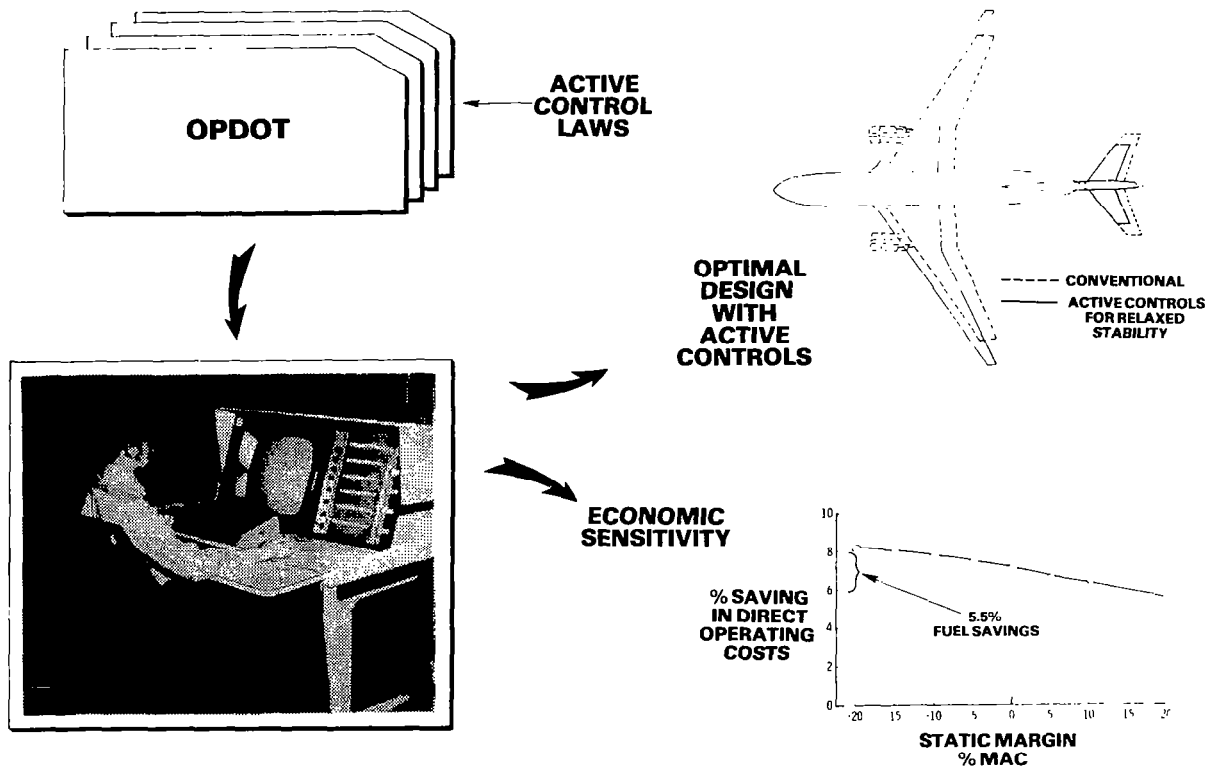 OPDOT
ACTIVE
CONTROL
LAWS
OPTIMAL
DESIGN
WITH
ACTIVE
CONTROLS
CONVENTIONAL
ACTIVE CONTROLS
FOR RELAXED
STABILITY
ECONOMIC
SENSITIVITY
% SAVING
IN DIRECT
OPERATING
COSTS
10
8
6
4
2
0
5.5%
FUEL SAVINGS
-20 15 -10 5 0 5 10 15
STATIC MARGIN
% MAC